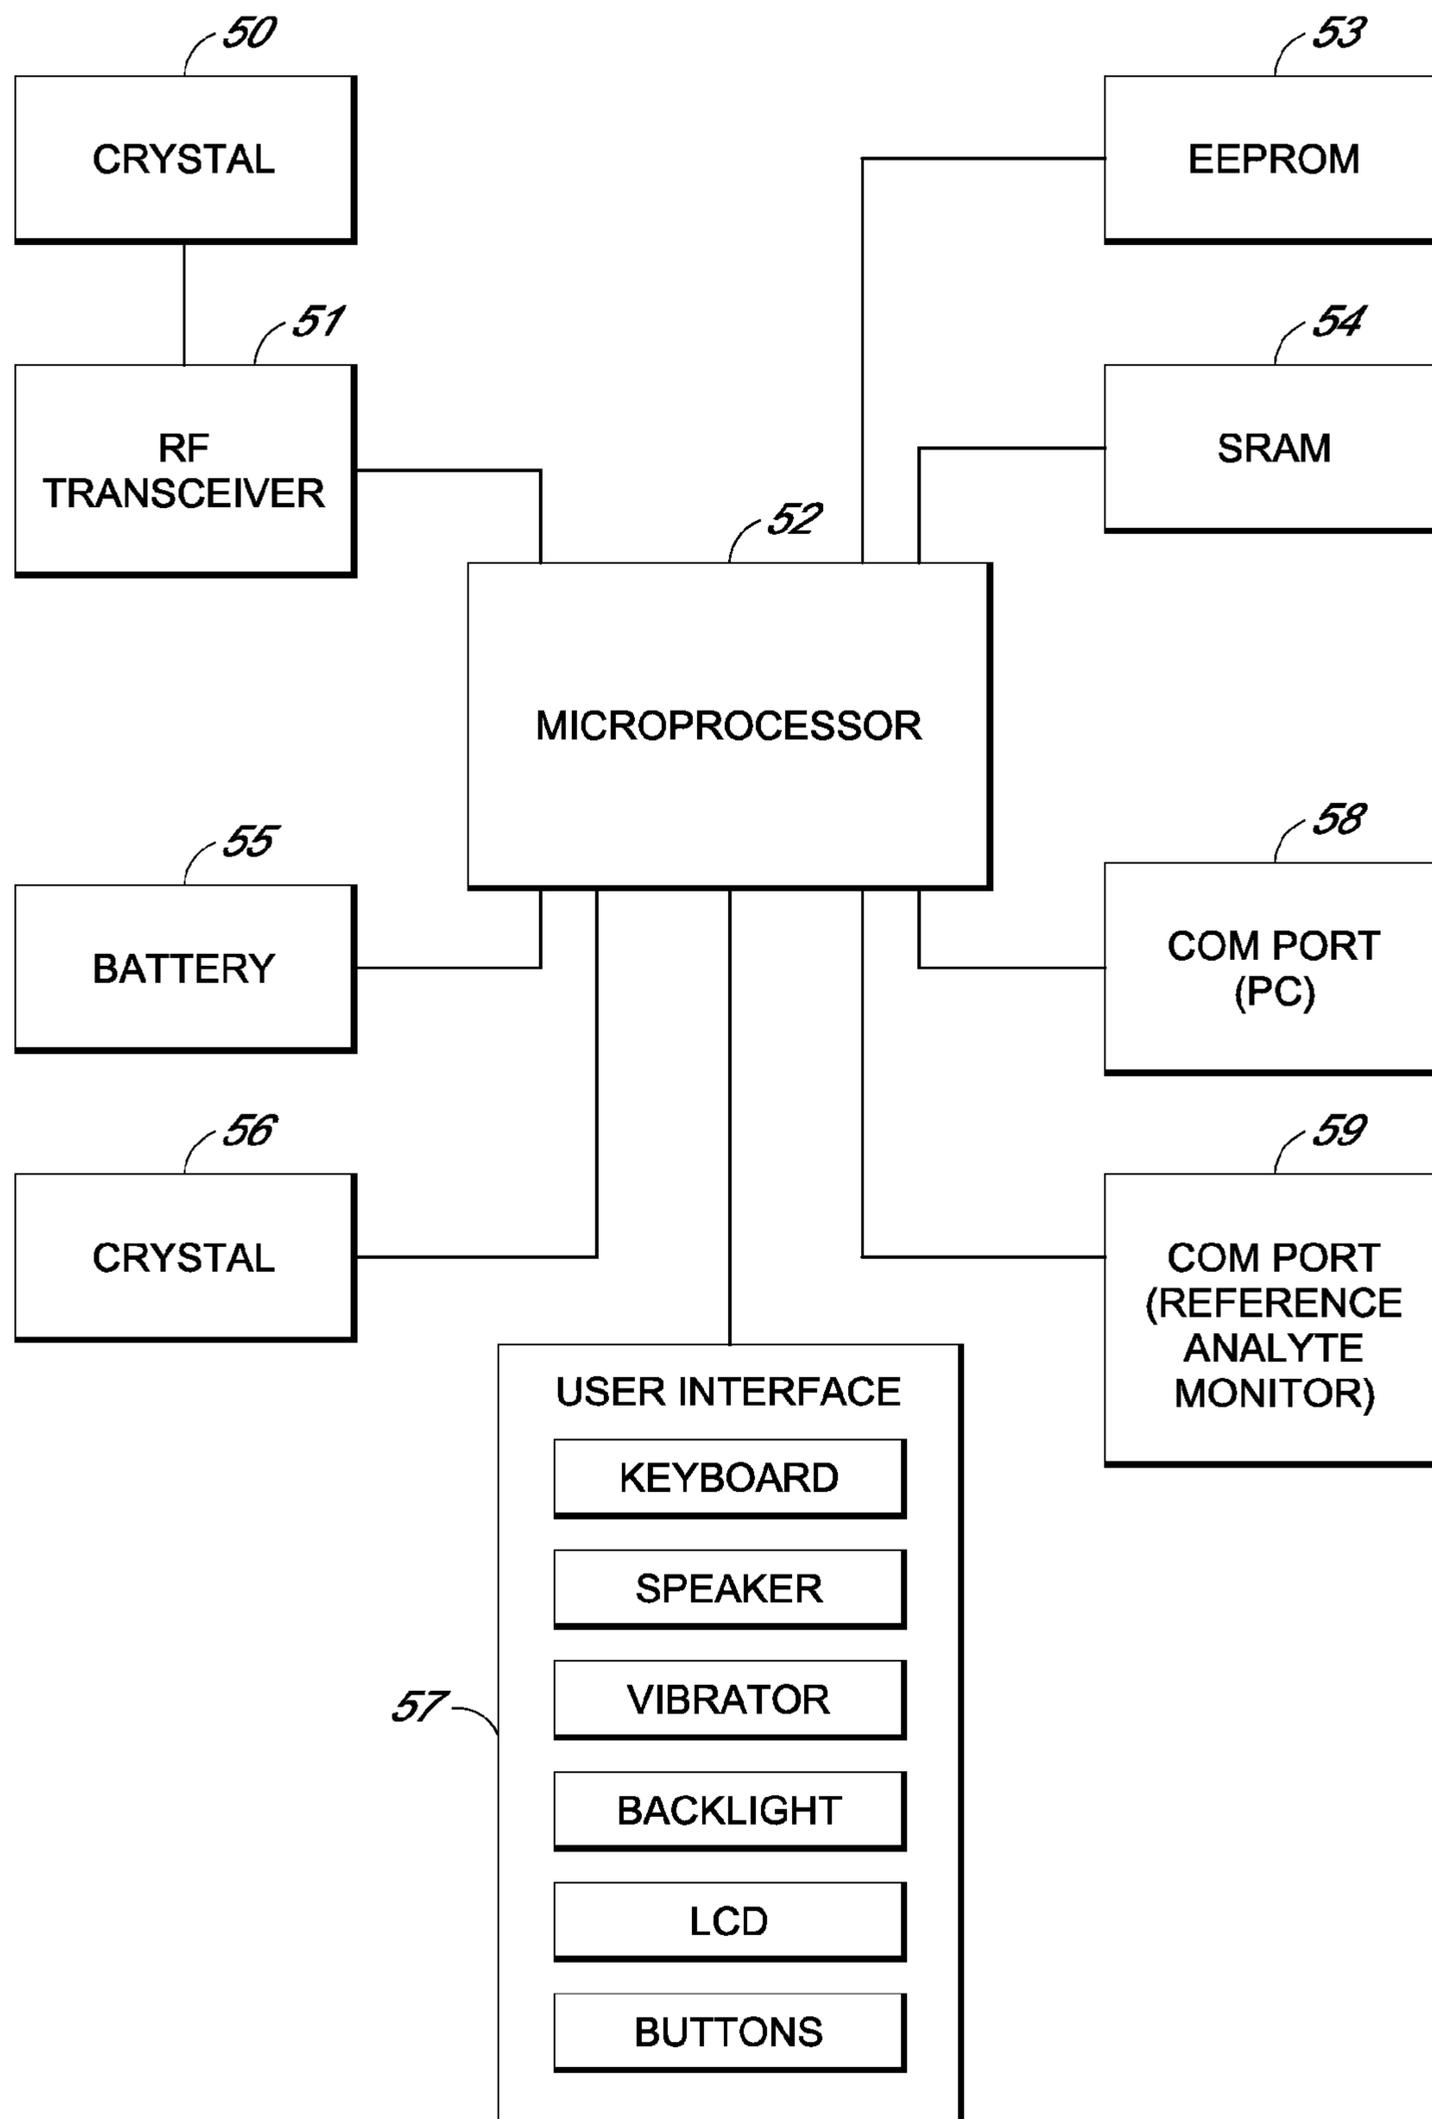 50
CRYSTAL
53
EEPROM
51
RF
TRANSCEIVER
54
SRAM
52
MICROPROCESSOR
55
BATTERY
58
COM PORT
(PC)
56
CRYSTAL
59
COM PORT
(REFERENCE
ANALYTE
MONITOR)
57
USER INTERFACE
KEYBOARD
SPEAKER
VIBRATOR
BACKLIGHT
LCD
BUTTONS